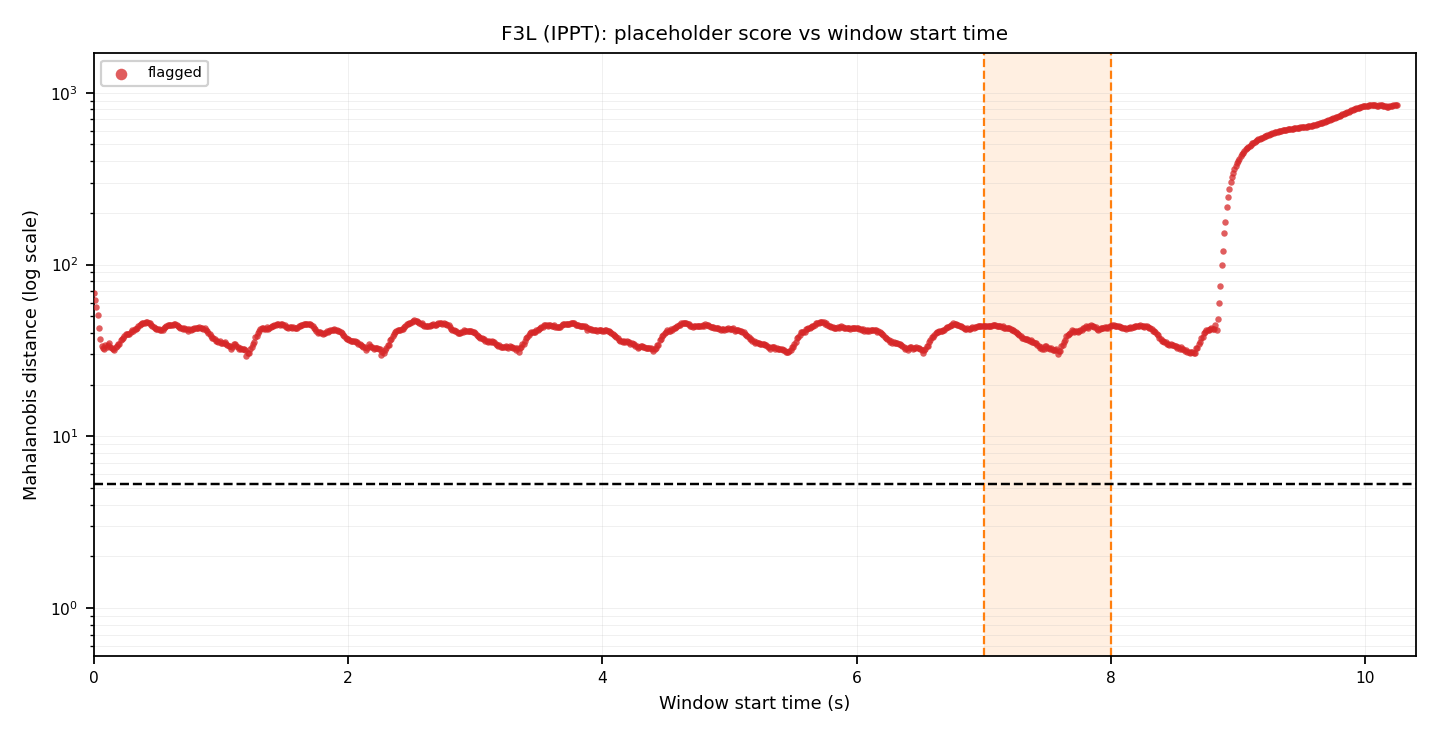 F3L (IPPT): placeholder score vs window start time
flagged
Mahalanobis distance (log scale)
10³
10²
10¹
10⁰
0 2 4 6 8 10
Window start time (s)